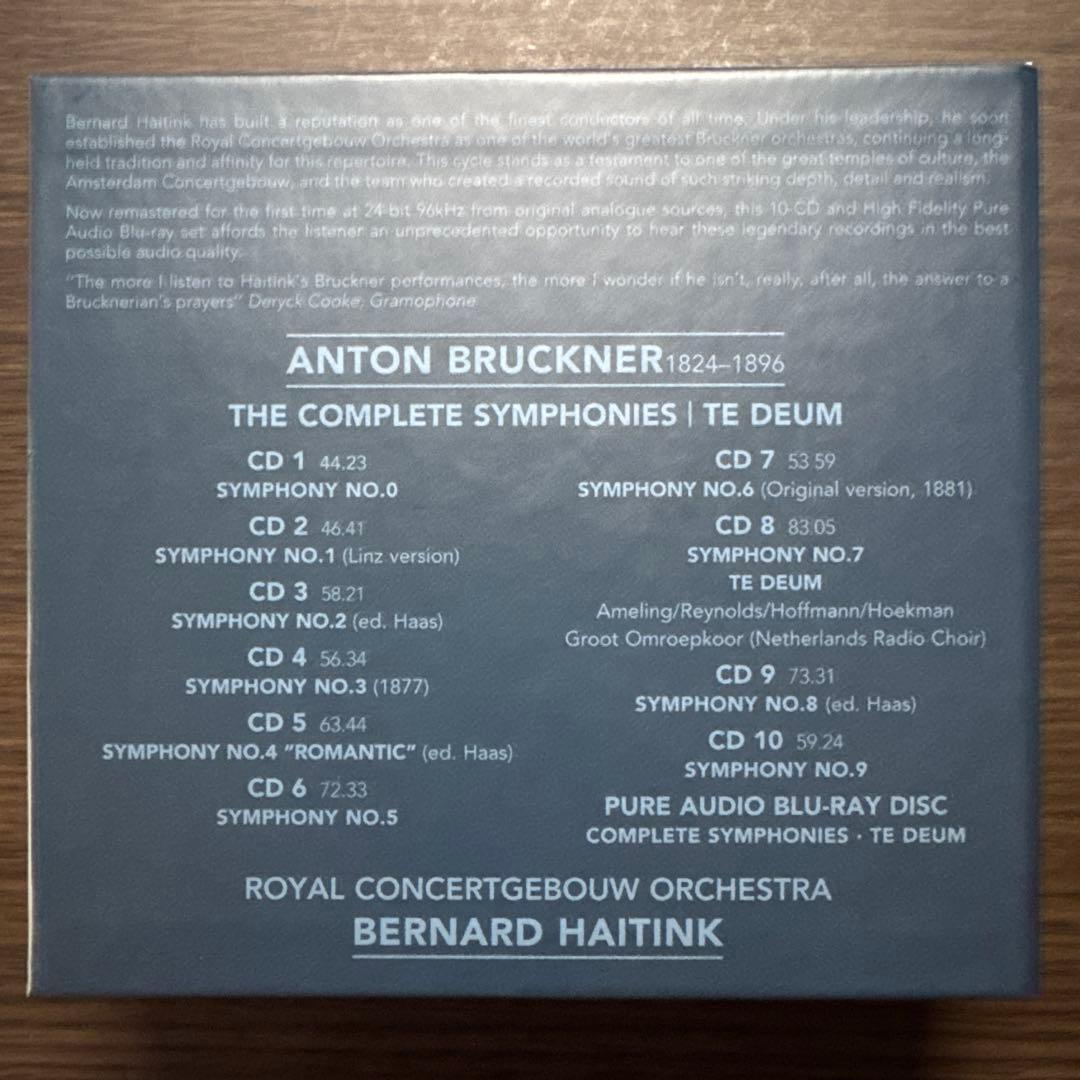 Bernard Haitink has built a reputation as one of the finest conductors of all time. Under his leadership, he soon
established the Royal Concertgebouw Orchestra as one of the world's greatest Bruckner orchestras, continuing a long-
held tradition and affinity for this repertoire. This cycle stands as a testament to one of the great temples of culture, the
Amsterdam Concertgebouw, and the team who created a recorded sound of such striking depth, detail and realism.
Now remastered for the first time at 24-bit 96kHz from original analogue sources, this 10-CD and High Fidelity Pure
Audio Blu-ray set affords the listener an unprecedented opportunity to hear these legendary recordings in the best
possible audio quality.
"The more I listen to Haitink's Bruckner performances, the more I wonder if he isn't, really, after all, the answer to a
Brucknerian's prayers" Deryck Cooke, Gramophone
ANTON BRUCKNER 1824–1896
THE COMPLETE SYMPHONIES | TE DEUM
CD 1 44.23
SYMPHONY NO.0
CD 2 46.41
SYMPHONY NO.1 (Linz version)
CD 3 58.21
SYMPHONY NO.2 (ed. Haas)
CD 4 56.34
SYMPHONY NO.3 (1877)
CD 5 63.44
SYMPHONY NO.4 "ROMANTIC" (ed. Haas)
CD 6 72.33
SYMPHONY NO.5
CD 7 53 59
SYMPHONY NO.6 (Original version, 1881)
CD 8 83.05
SYMPHONY NO.7
TE DEUM
Ameling/Reynolds/Hoffmann/Hoekman
Groot Omroepkoor (Netherlands Radio Choir)
CD 9 73.31
SYMPHONY NO.8 (ed. Haas)
CD 10 59.24
SYMPHONY NO.9
PURE AUDIO BLU-RAY DISC
COMPLETE SYMPHONIES · TE DEUM
ROYAL CONCERTGEBOUW ORCHESTRA
BERNARD HAITINK